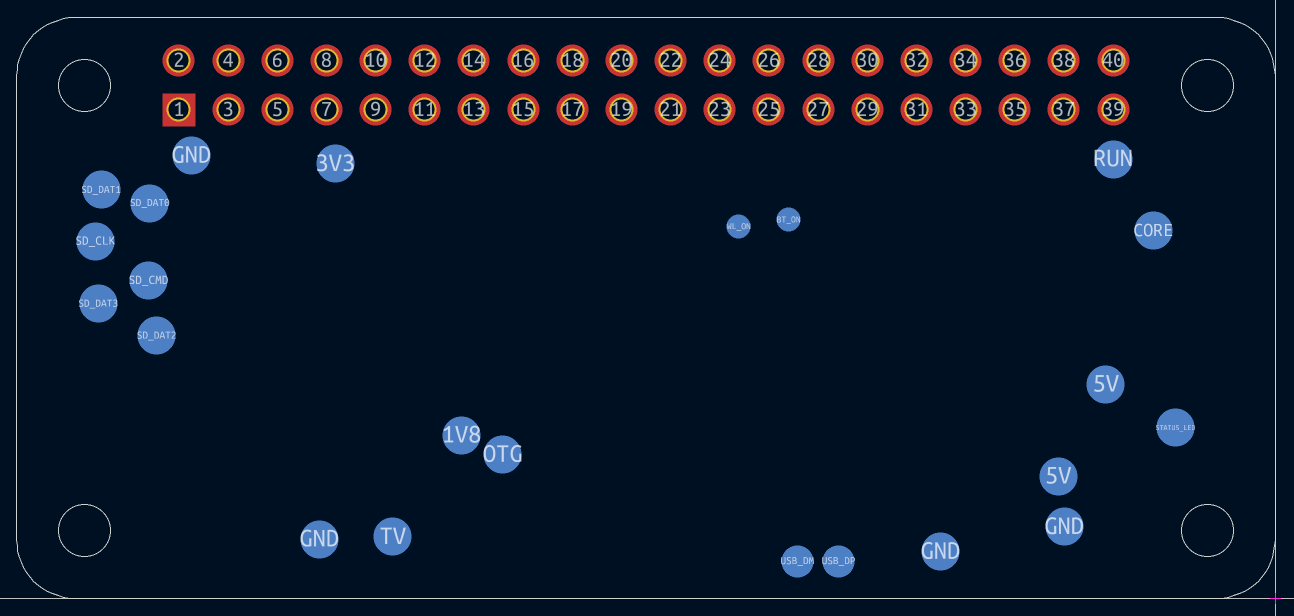 2 4 6 8 10 12 14 16 18 20 22 24 26 28 30 32 34 36 38 40
1 3 5 7 9 11 13 15 17 19 21 23 25 27 29 31 33 35 37 39
GND
3V3
RUN
SD_DAT1
SD_DAT0
WL_ON
BT_ON
CORE
SD_CLK
SD_CMD
SD_DAT3
SD_DAT2
5V
1V8
STATUS_LED
OTG
5V
GND
GND
TV
GND
USB_DM
USB_DP